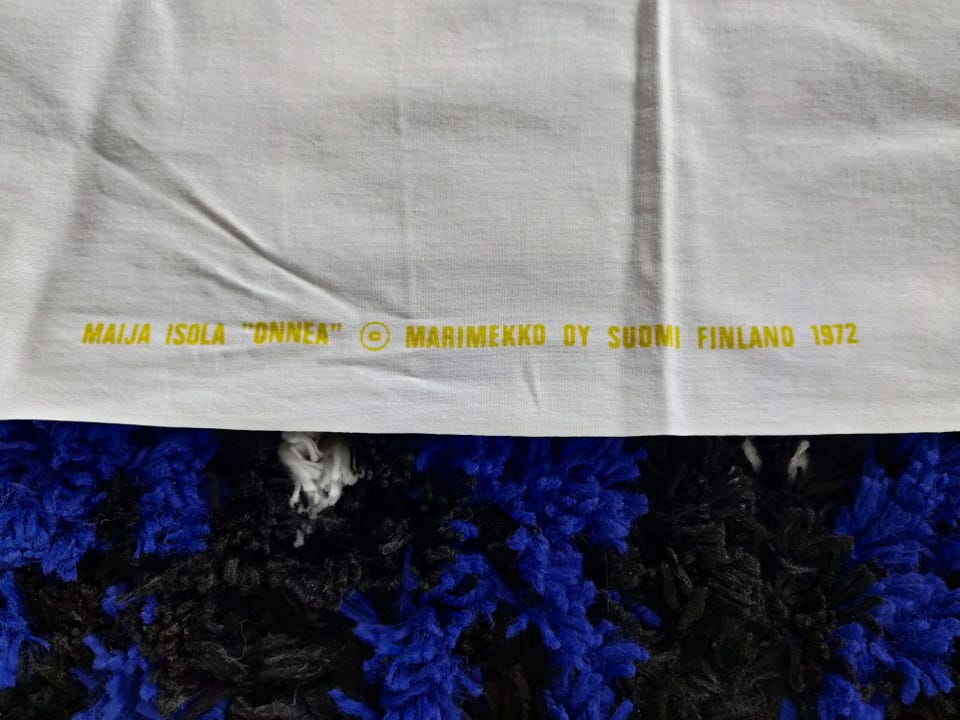 MAIJA ISOLA "ONNEA" © MARIMEKKO OY SUOMI FINLAND 1972